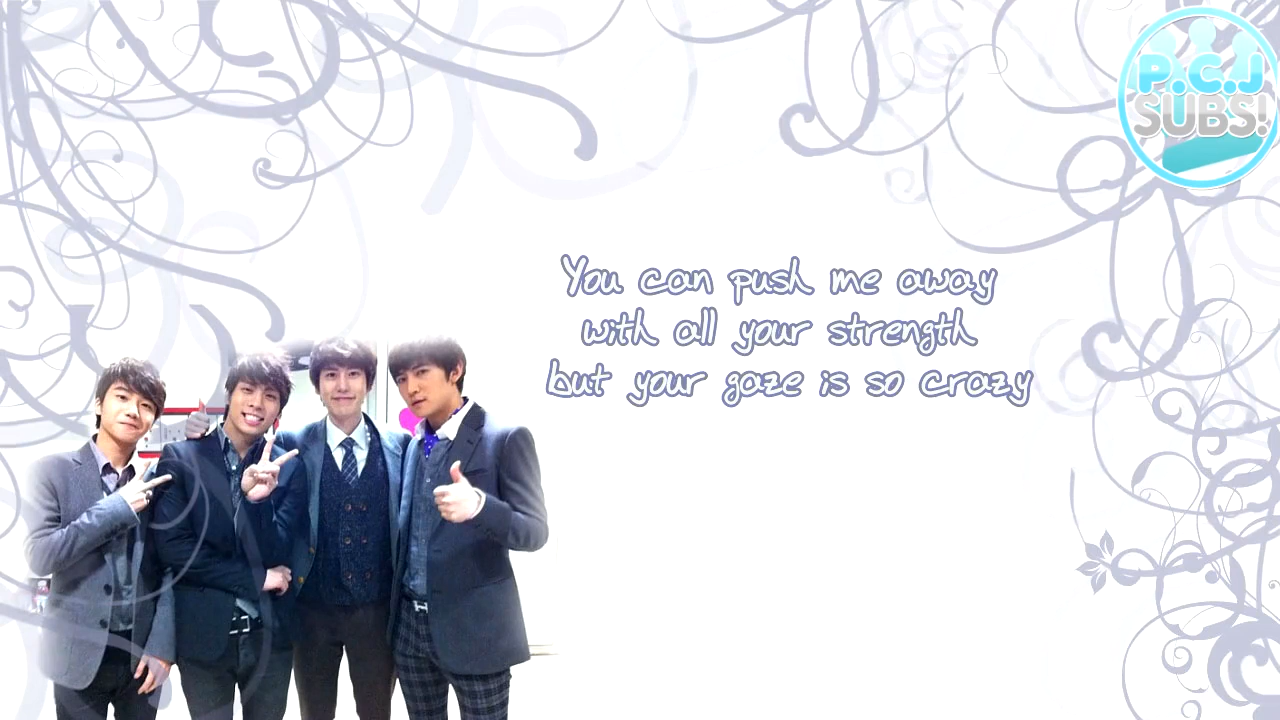 P.C.J
SUBS!
You can push me away
with all your strength
but your gaze is so crazy